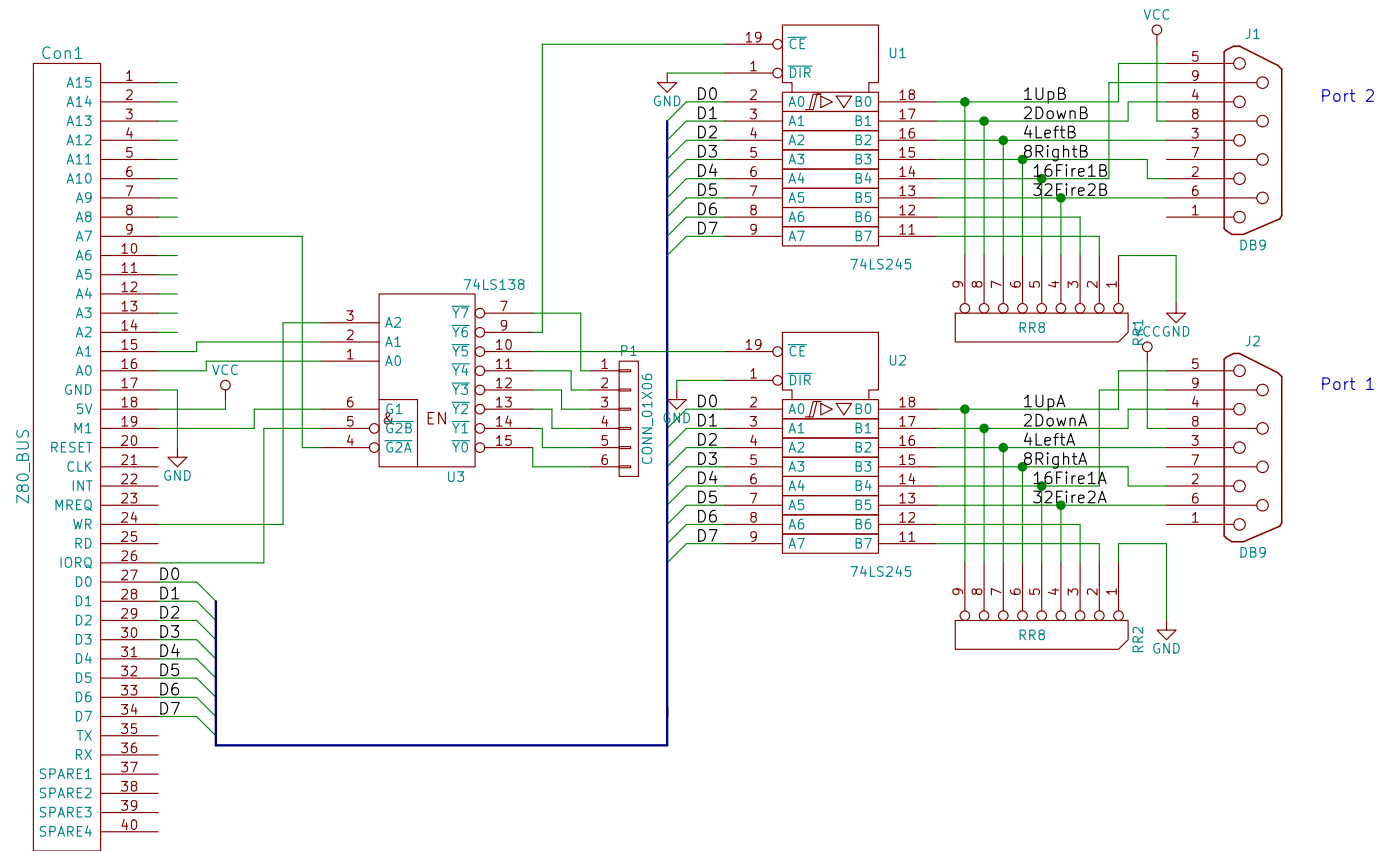 Con1
Z80_BUS
A15 1
A14 2
A13 3
A12 4
A11 5
A10 6
A9 7
A8 8
A7 9
A6 10
A5 11
A4 12
A3 13
A2 14
A1 15
A0 16
GND 17
5V 18
M1 19
RESET 20
CLK 21
INT 22
MREQ 23
WR 24
RD 25
IORQ 26
D0 27 D0
D1 28 D1
D2 29 D2
D3 30 D3
D4 31 D4
D5 32 D5
D6 33 D6
D7 34 D7
TX 35
RX 36
SPARE1 37
SPARE2 38
SPARE3 39
SPARE4 40
VCC
GND
74LS138
3 A2 Y7 7
2 A1 Y6 9
1 A0 Y5 10
Y4 11
Y3 12
6 G1 Y2 13
5 G2B Y1 14
4 G2A Y0 15
& EN
U3
P1
1
2
3
4
5
6
CONN_01X06
U1
19 CE
1 DIR
GND
D0 2 A0 B0 18 1UpB
D1 3 A1 B1 17 2DownB
D2 4 A2 B2 16 4LeftB
D3 5 A3 B3 15 8RightB
D4 6 A4 B4 14 16Fire1B
D5 7 A5 B5 13 32Fire2B
D6 8 A6 B6 12
D7 9 A7 B7 11
74LS245
VCC
J1
5
9
4
8
3
7
2
6
1
DB9
Port 2
9 8 7 6 5 4 3 2 1
RR8
RR1
GND
U2
19 CE
1 DIR
GND
D0 2 A0 B0 18 1UpA
D1 3 A1 B1 17 2DownA
D2 4 A2 B2 16 4LeftA
D3 5 A3 B3 15 8RightA
D4 6 A4 B4 14 16Fire1A
D5 7 A5 B5 13 32Fire2A
D6 8 A6 B6 12
D7 9 A7 B7 11
74LS245
VCC
J2
5
9
4
8
3
7
2
6
1
DB9
Port 1
9 8 7 6 5 4 3 2 1
RR8
RR2
GND